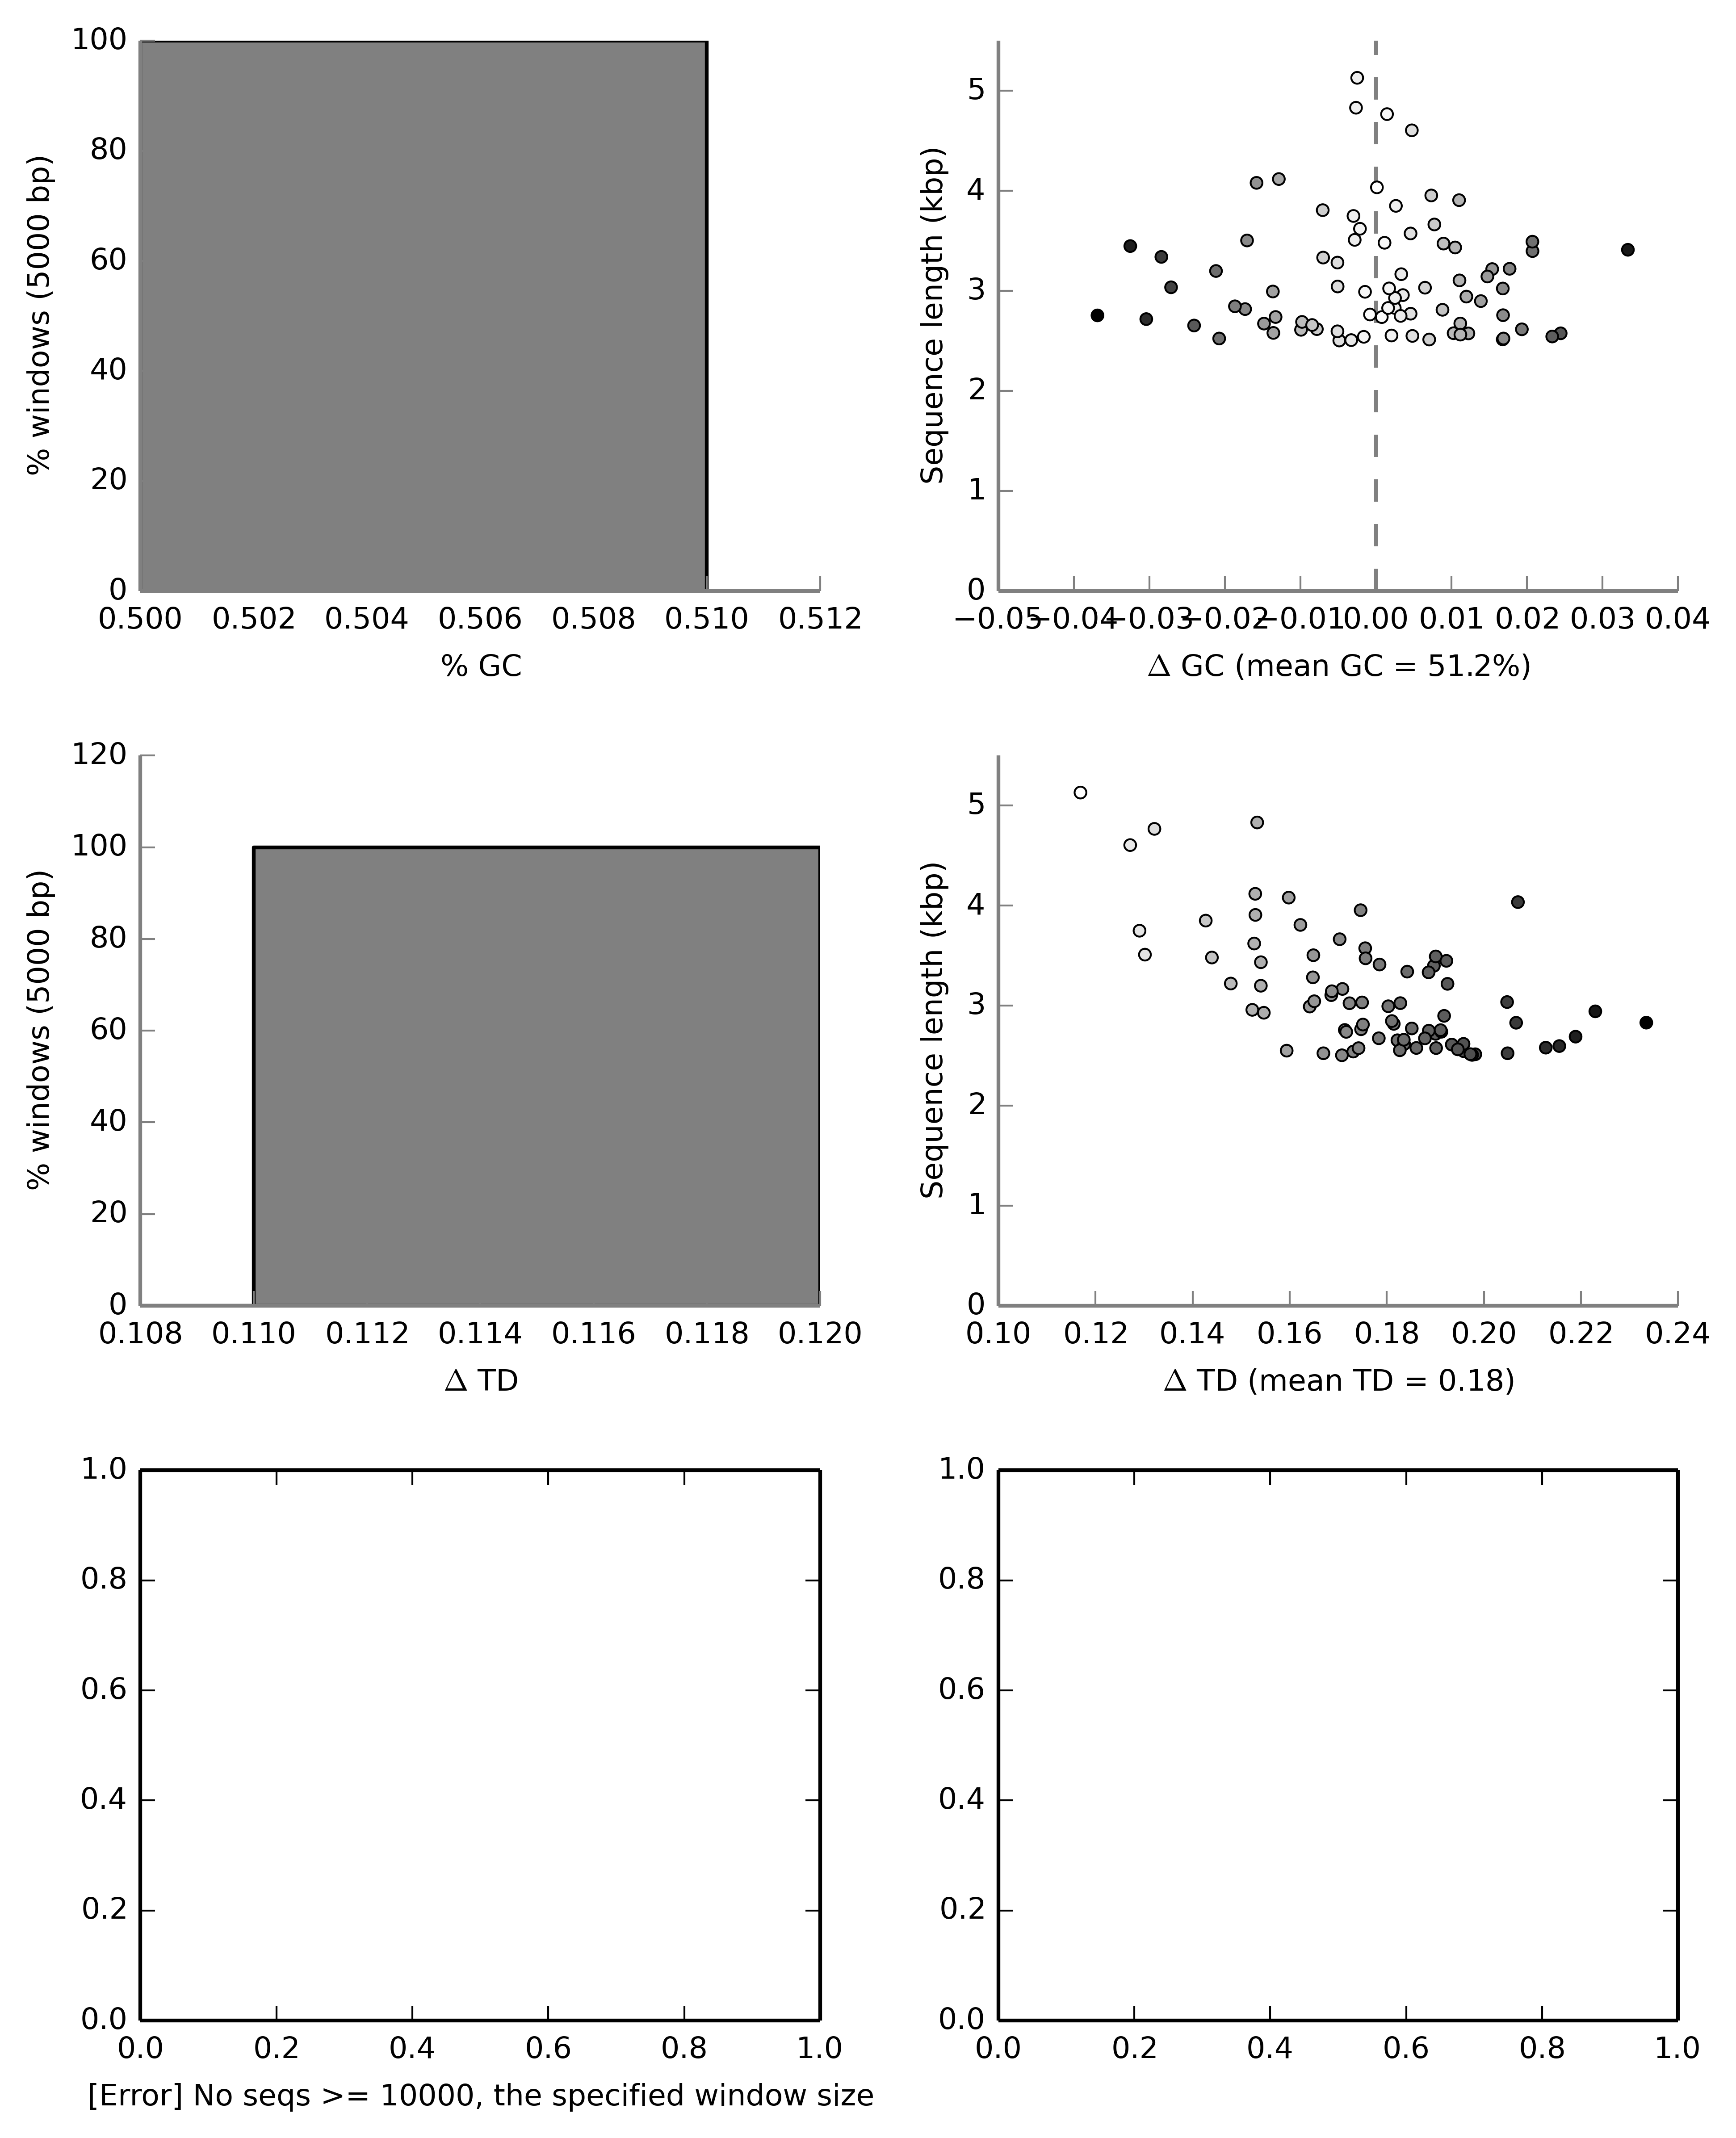 100
80
60
40
20
0
% windows (5000 bp)
0.500 0.502 0.504 0.506 0.508 0.510 0.512
% GC
5
4
3
2
1
0
Sequence length (kbp)
−0.05 −0.04 −0.03 −0.02 −0.01 0.00 0.01 0.02 0.03 0.04
Δ GC (mean GC = 51.2%)
120
100
80
60
40
20
0
% windows (5000 bp)
0.108 0.110 0.112 0.114 0.116 0.118 0.120
Δ TD
5
4
3
2
1
0
Sequence length (kbp)
0.10 0.12 0.14 0.16 0.18 0.20 0.22 0.24
Δ TD (mean TD = 0.18)
1.0
0.8
0.6
0.4
0.2
0.0
0.0 0.2 0.4 0.6 0.8 1.0
[Error] No seqs >= 10000, the specified window size
1.0
0.8
0.6
0.4
0.2
0.0
0.0 0.2 0.4 0.6 0.8 1.0